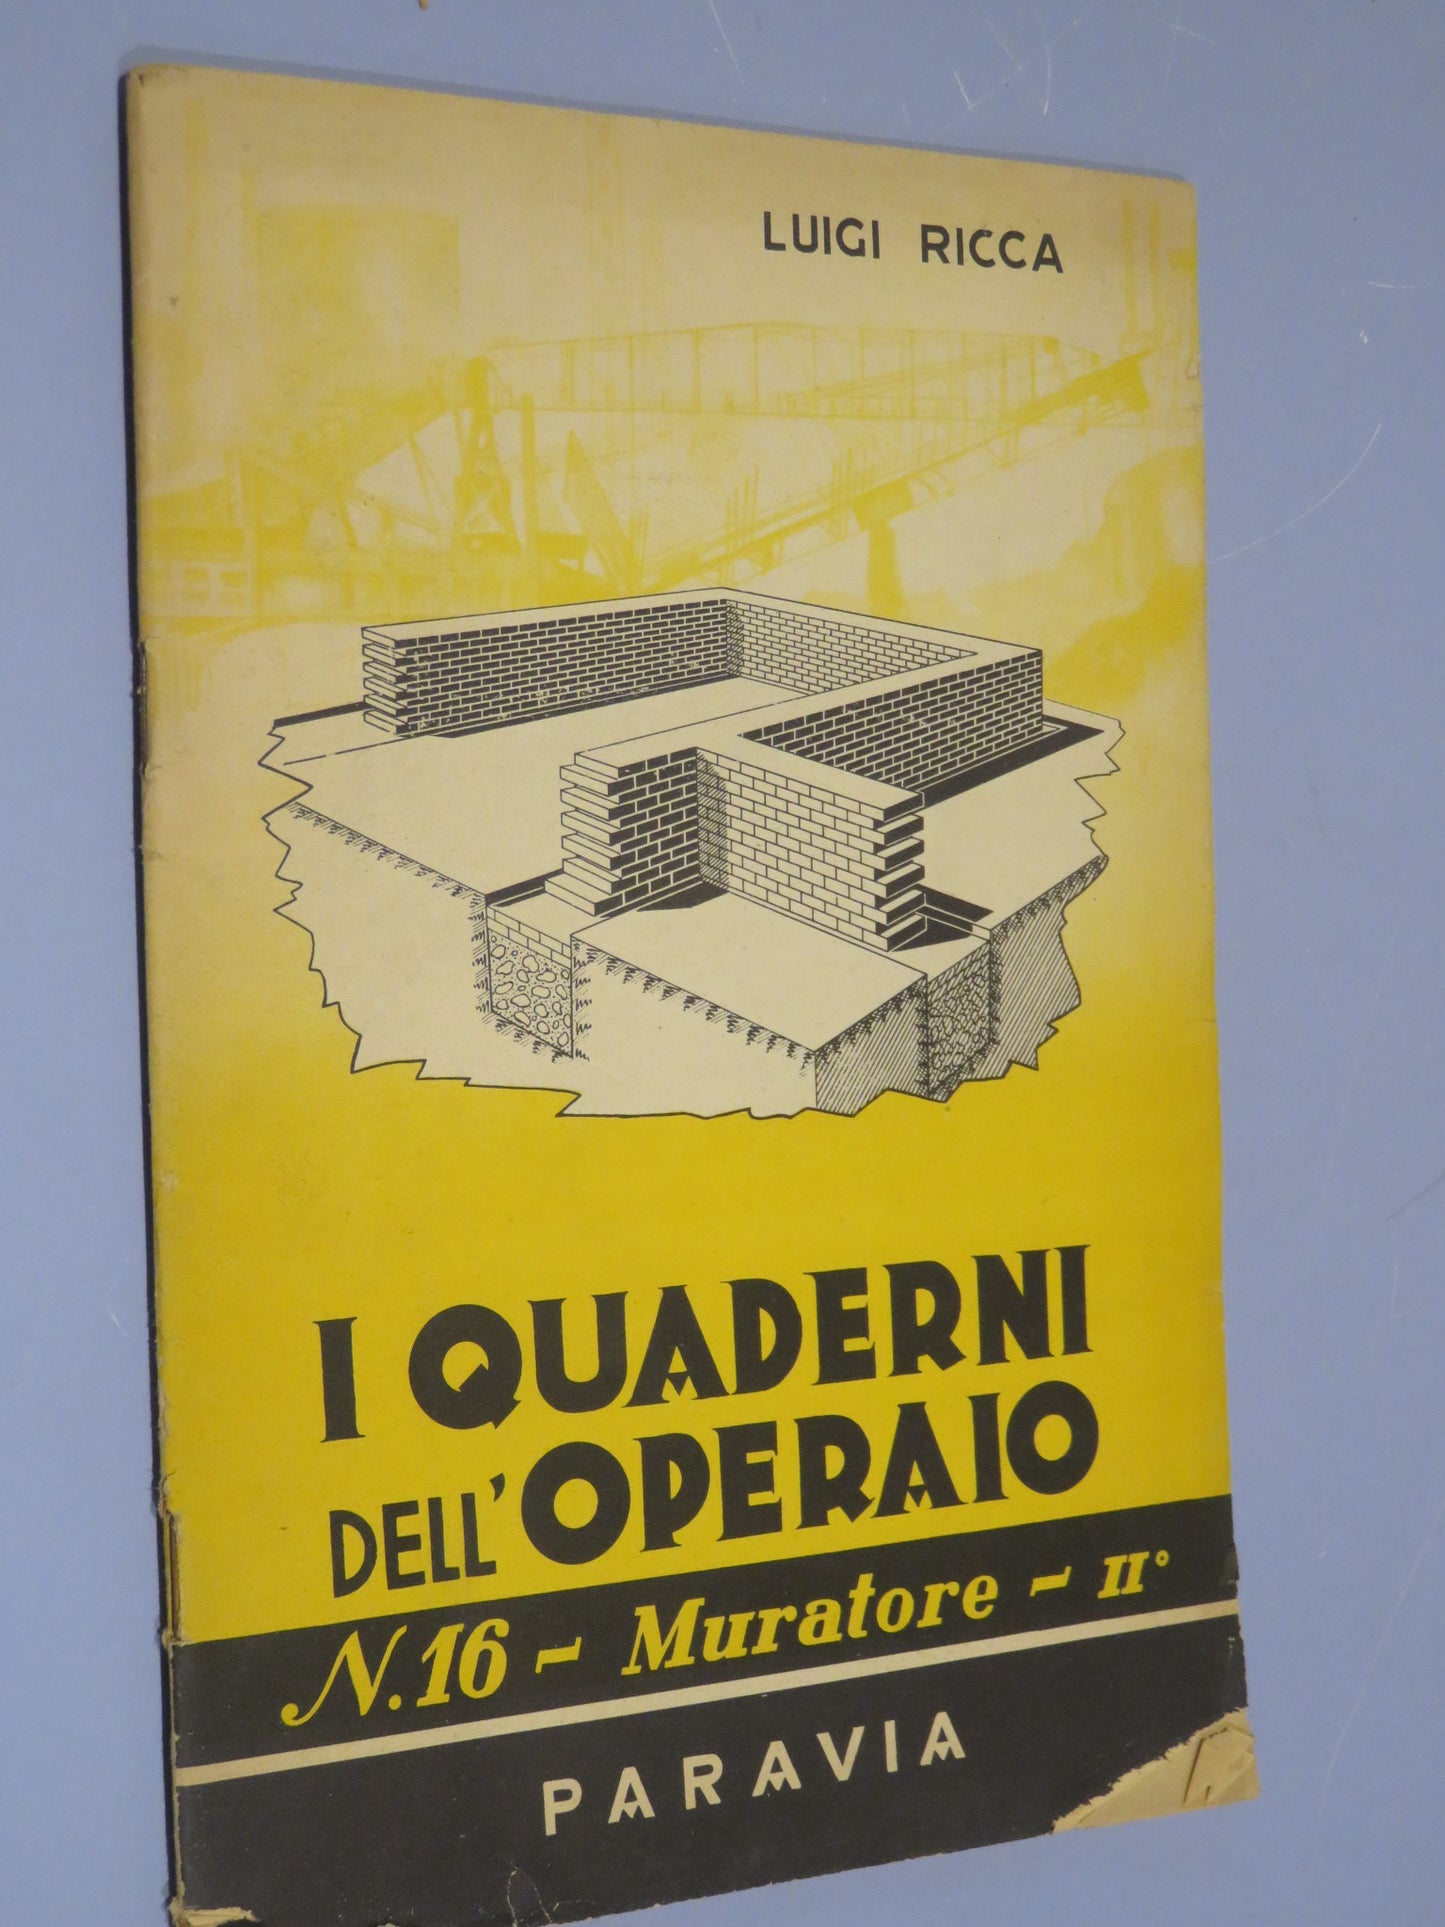 LUIGI RICCA
I QUADERNI
DELL'OPERAIO
N. 16 - Muratore - II°
PARAVIA